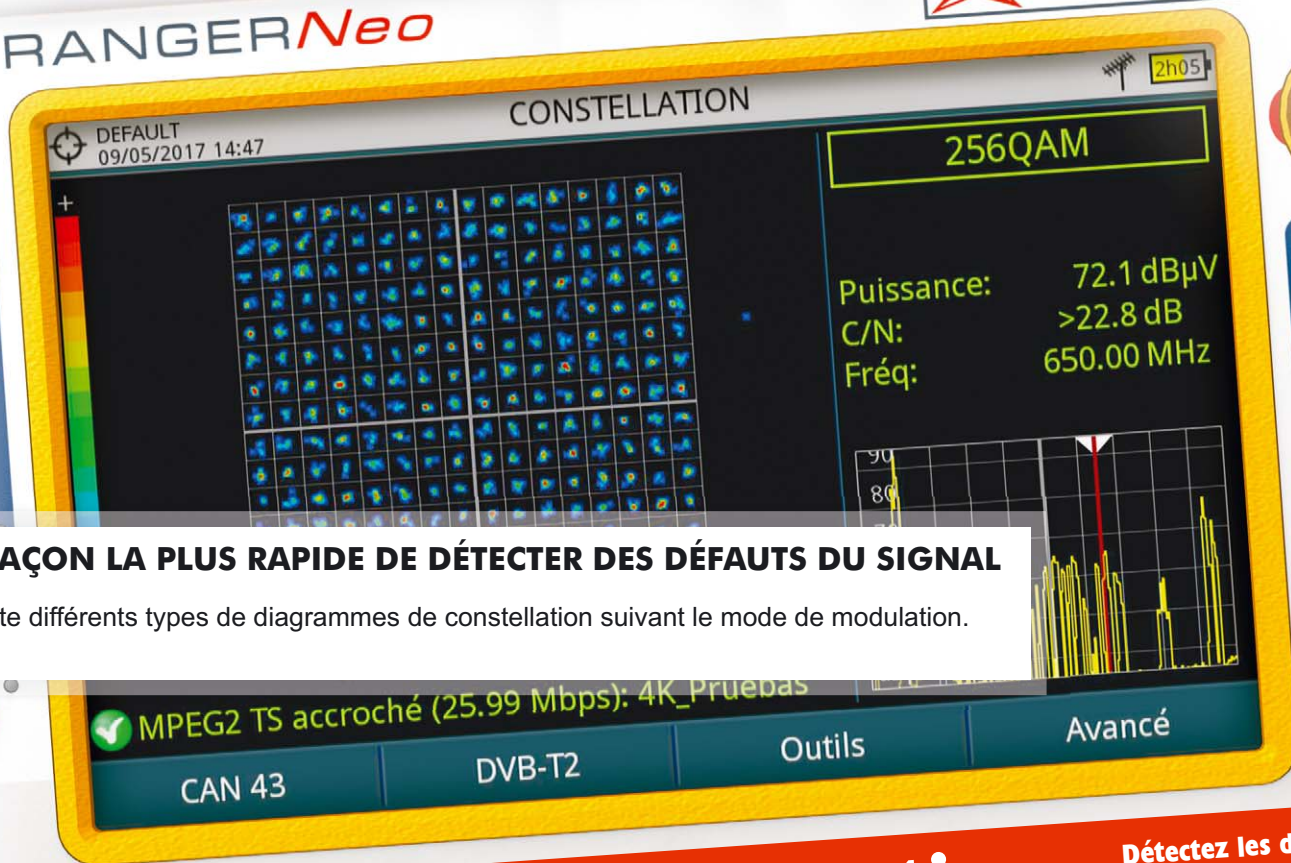 RANGERNeo
DEFAULT
09/05/2017 14:47
CONSTELLATION
2h05
+
256QAM
Puissance: 72.1 dBµV
C/N: >22.8 dB
Fréq: 650.00 MHz
90
80
AÇON LA PLUS RAPIDE DE DÉTECTER DES DÉFAUTS DU SIGNAL
te différents types de diagrammes de constellation suivant le mode de modulation.
MPEG2 TS accroché (25.99 Mbps): 4K_Pruebas
CAN 43
DVB-T2
Outils
Avancé
Détectez les d